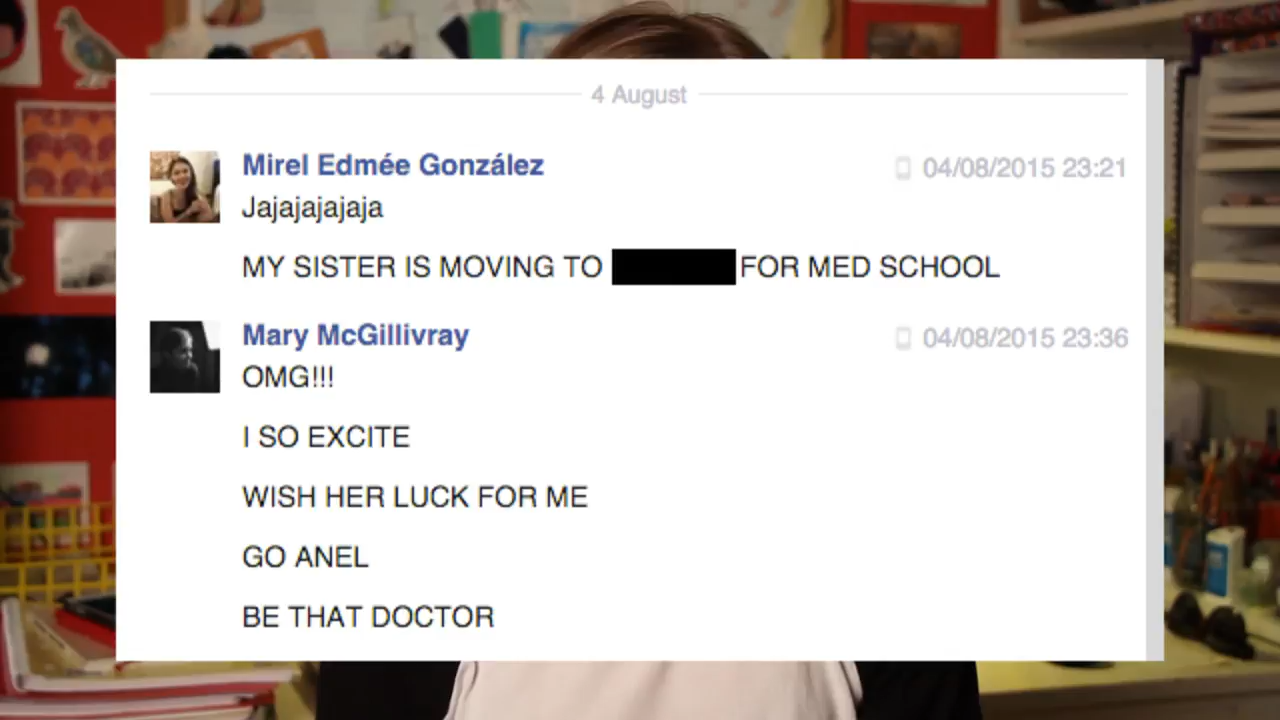 4 August
Mirel Edmée González 04/08/2015 23:21
Jajajajajaja
MY SISTER IS MOVING TO FOR MED SCHOOL
Mary McGillivray 04/08/2015 23:36
OMG!!!
I SO EXCITE
WISH HER LUCK FOR ME
GO ANEL
BE THAT DOCTOR